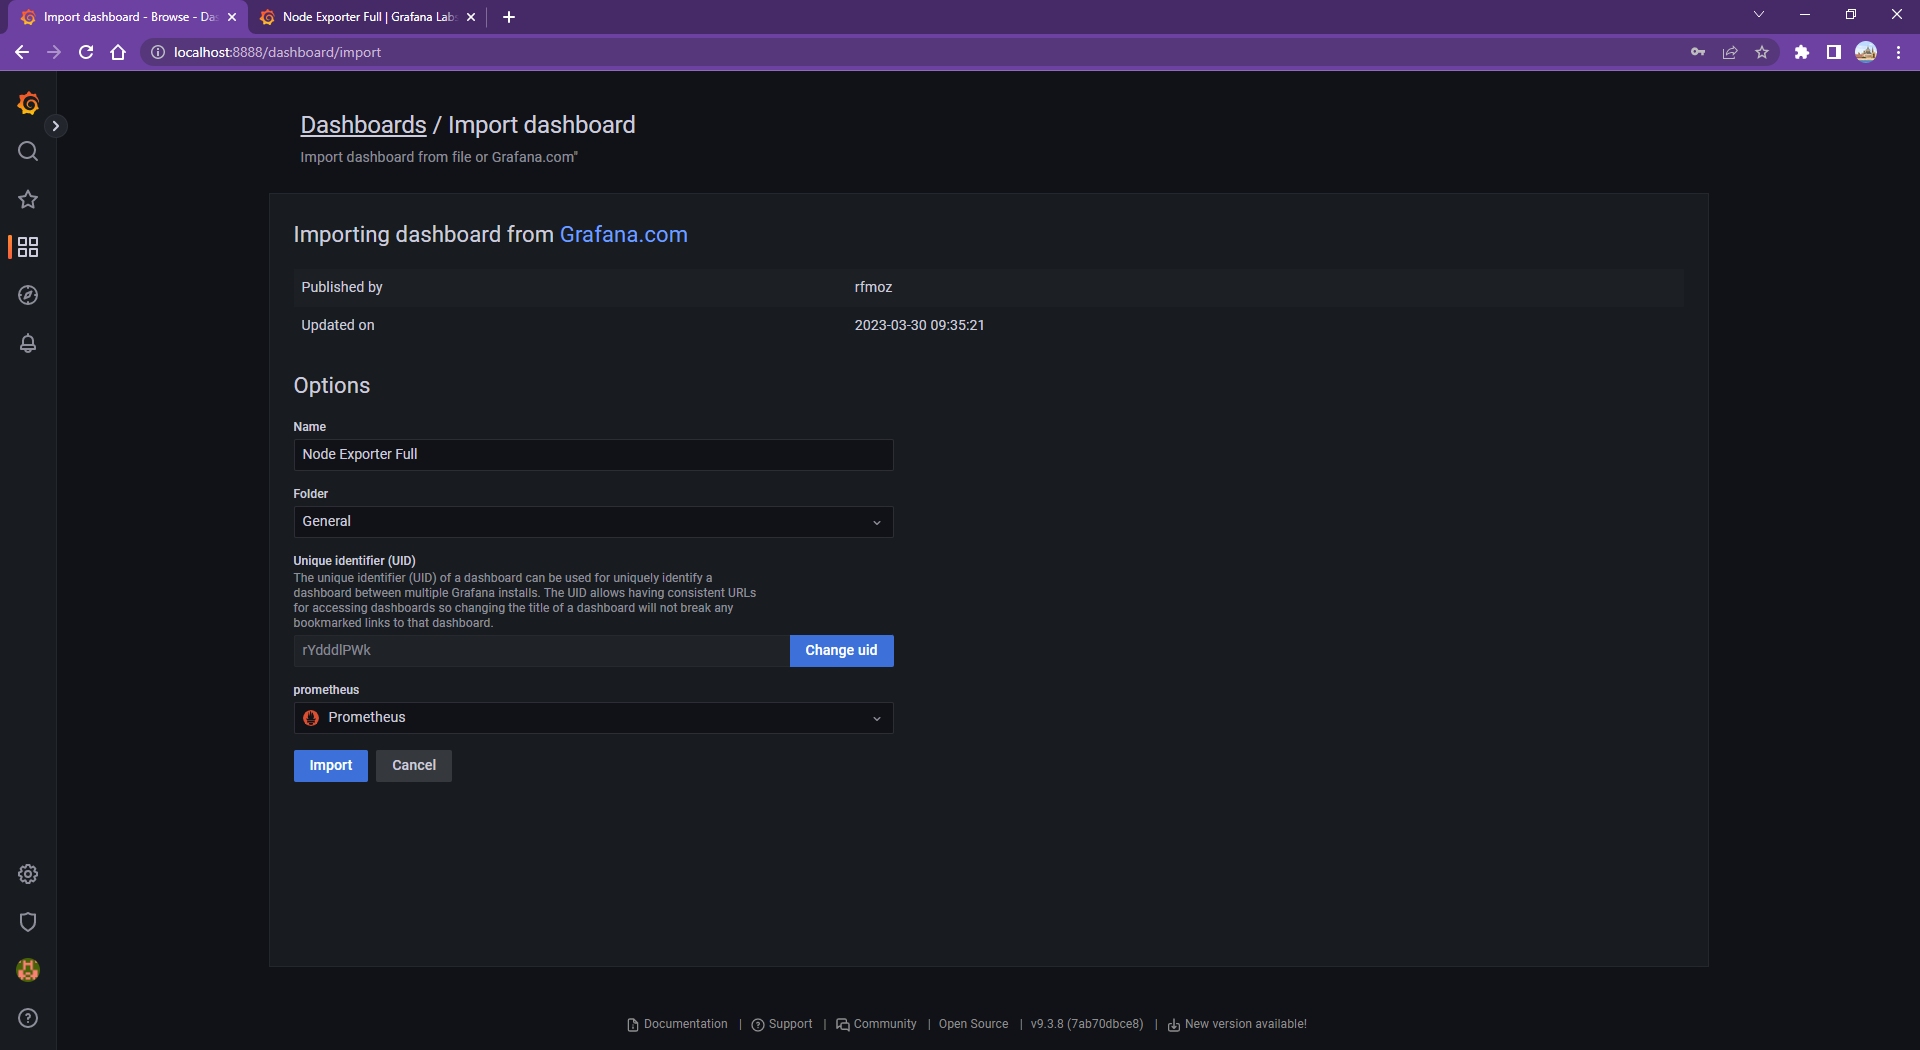 Import dashboard - Browse - Da
Node Exporter Full | Grafana Lab
localhost:8888/dashboard/import
Dashboards / Import dashboard
Import dashboard from file or Grafana.com"
Importing dashboard from Grafana.com
Published by rfmoz
Updated on 2023-03-30 09:35:21
Options
Name
Node Exporter Full
Folder
General
Unique identifier (UID)
The unique identifier (UID) of a dashboard can be used for uniquely identify a
dashboard between multiple Grafana installs. The UID allows having consistent URLs
for accessing dashboards so changing the title of a dashboard will not break any
bookmarked links to that dashboard.
rYdddlPWk Change uid
prometheus
Prometheus
Import Cancel
Documentation | Support | Community | Open Source | v9.3.8 (7ab70dbce8) | New version available!